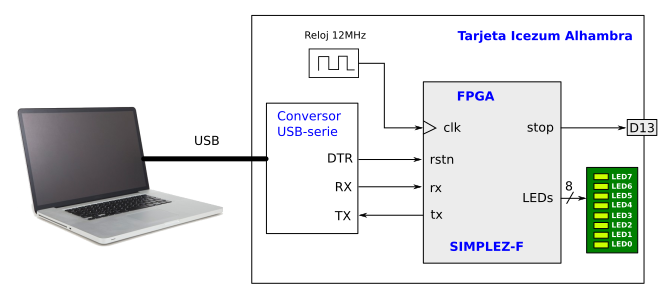 Tarjeta Icezum Alhambra
Reloj 12MHz
FPGA
Conversor
USB-serie
USB
clk
stop
D13
DTR
rstn
RX
rx
TX
tx
LEDs
8
LED7
LED6
LED5
LED4
LED3
LED2
LED1
LED0
SIMPLEZ-F